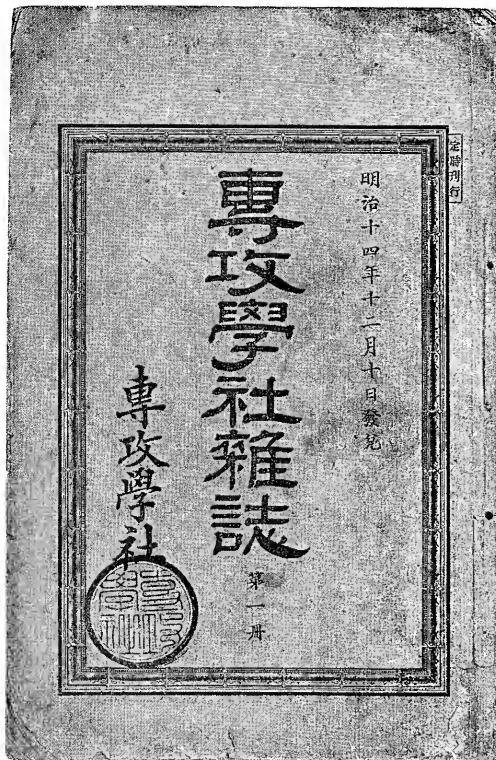 定時刊行
明治十四年十二月十日發兌
專攻學社雜誌
第一册
專攻學社